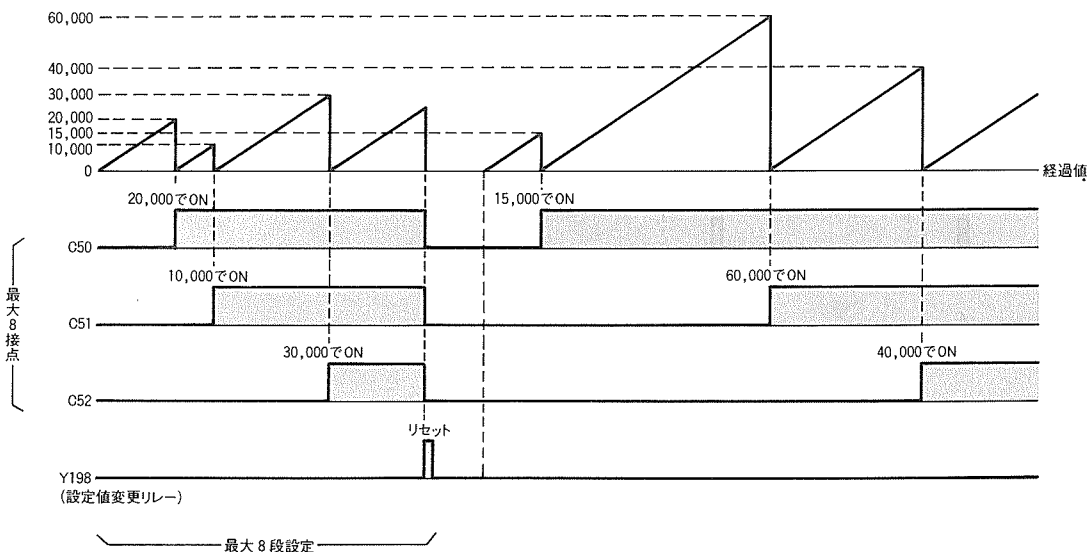 60,000
40,000
30,000
20,000
15,000
10,000
0
経過値
20,000でON
15,000でON
C50
10,000でON
60,000でON
最大8接点
C51
30,000でON
40,000でON
C52
リセット
Y198
(設定値変更リレー)
最大8段設定